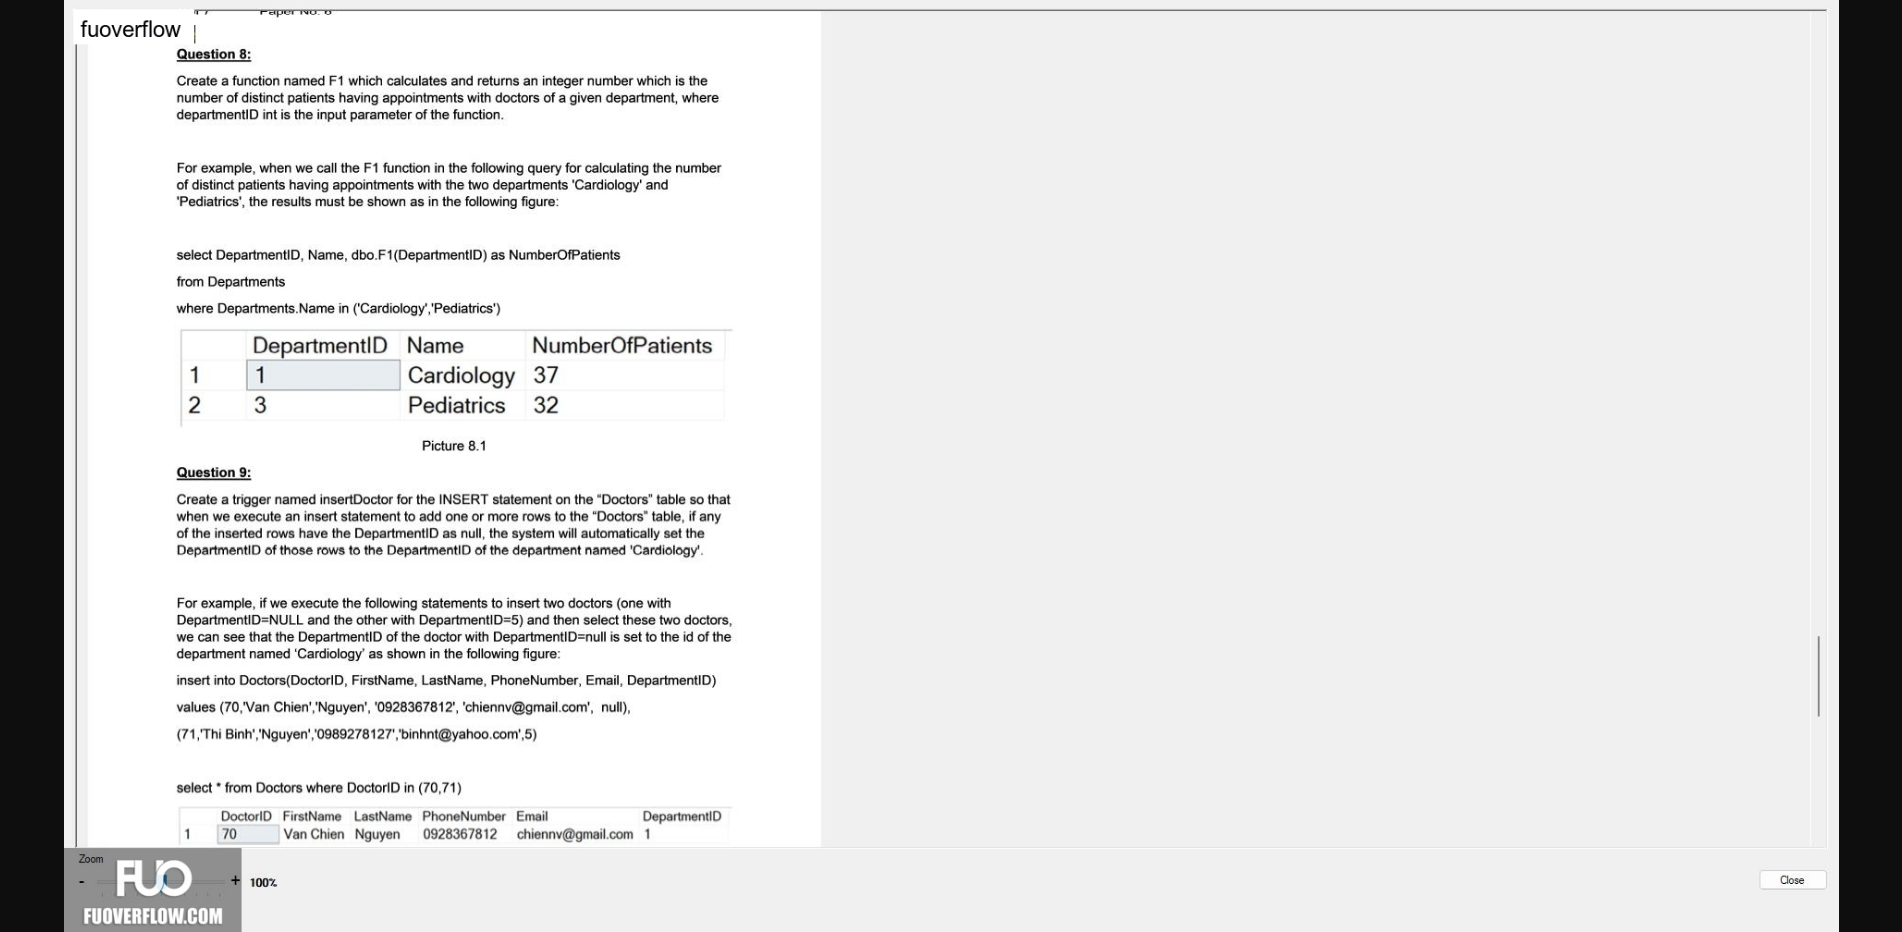 Paper No: 6
fuoverflow
Question 8:
Create a function named F1 which calculates and returns an integer number which is the
number of distinct patients having appointments with doctors of a given department, where
departmentID int is the input parameter of the function.
For example, when we call the F1 function in the following query for calculating the number
of distinct patients having appointments with the two departments 'Cardiology' and
'Pediatrics', the results must be shown as in the following figure:
select DepartmentID, Name, dbo.F1(DepartmentID) as NumberOfPatients
from Departments
where Departments.Name in ('Cardiology','Pediatrics')
DepartmentID Name NumberOfPatients
1 1 Cardiology 37
2 3 Pediatrics 32
Picture 8.1
Question 9:
Create a trigger named insertDoctor for the INSERT statement on the “Doctors” table so that
when we execute an insert statement to add one or more rows to the “Doctors” table, if any
of the inserted rows have the DepartmentID as null, the system will automatically set the
DepartmentID of those rows to the DepartmentID of the department named 'Cardiology'.
For example, if we execute the following statements to insert two doctors (one with
DepartmentID=NULL and the other with DepartmentID=5) and then select these two doctors,
we can see that the DepartmentID of the doctor with DepartmentID=null is set to the id of the
department named ‘Cardiology’ as shown in the following figure:
insert into Doctors(DoctorID, FirstName, LastName, PhoneNumber, Email, DepartmentID)
values (70,'Van Chien','Nguyen', '0928367812', 'chiennv@gmail.com', null),
(71,'Thi Binh','Nguyen','0989278127','binhnt@yahoo.com',5)
select * from Doctors where DoctorID in (70,71)
DoctorID FirstName LastName PhoneNumber Email DepartmentID
1 70 Van Chien Nguyen 0928367812 chiennv@gmail.com 1
Zoom
- + 100%
Close
FUO
FUOVERFLOW.COM